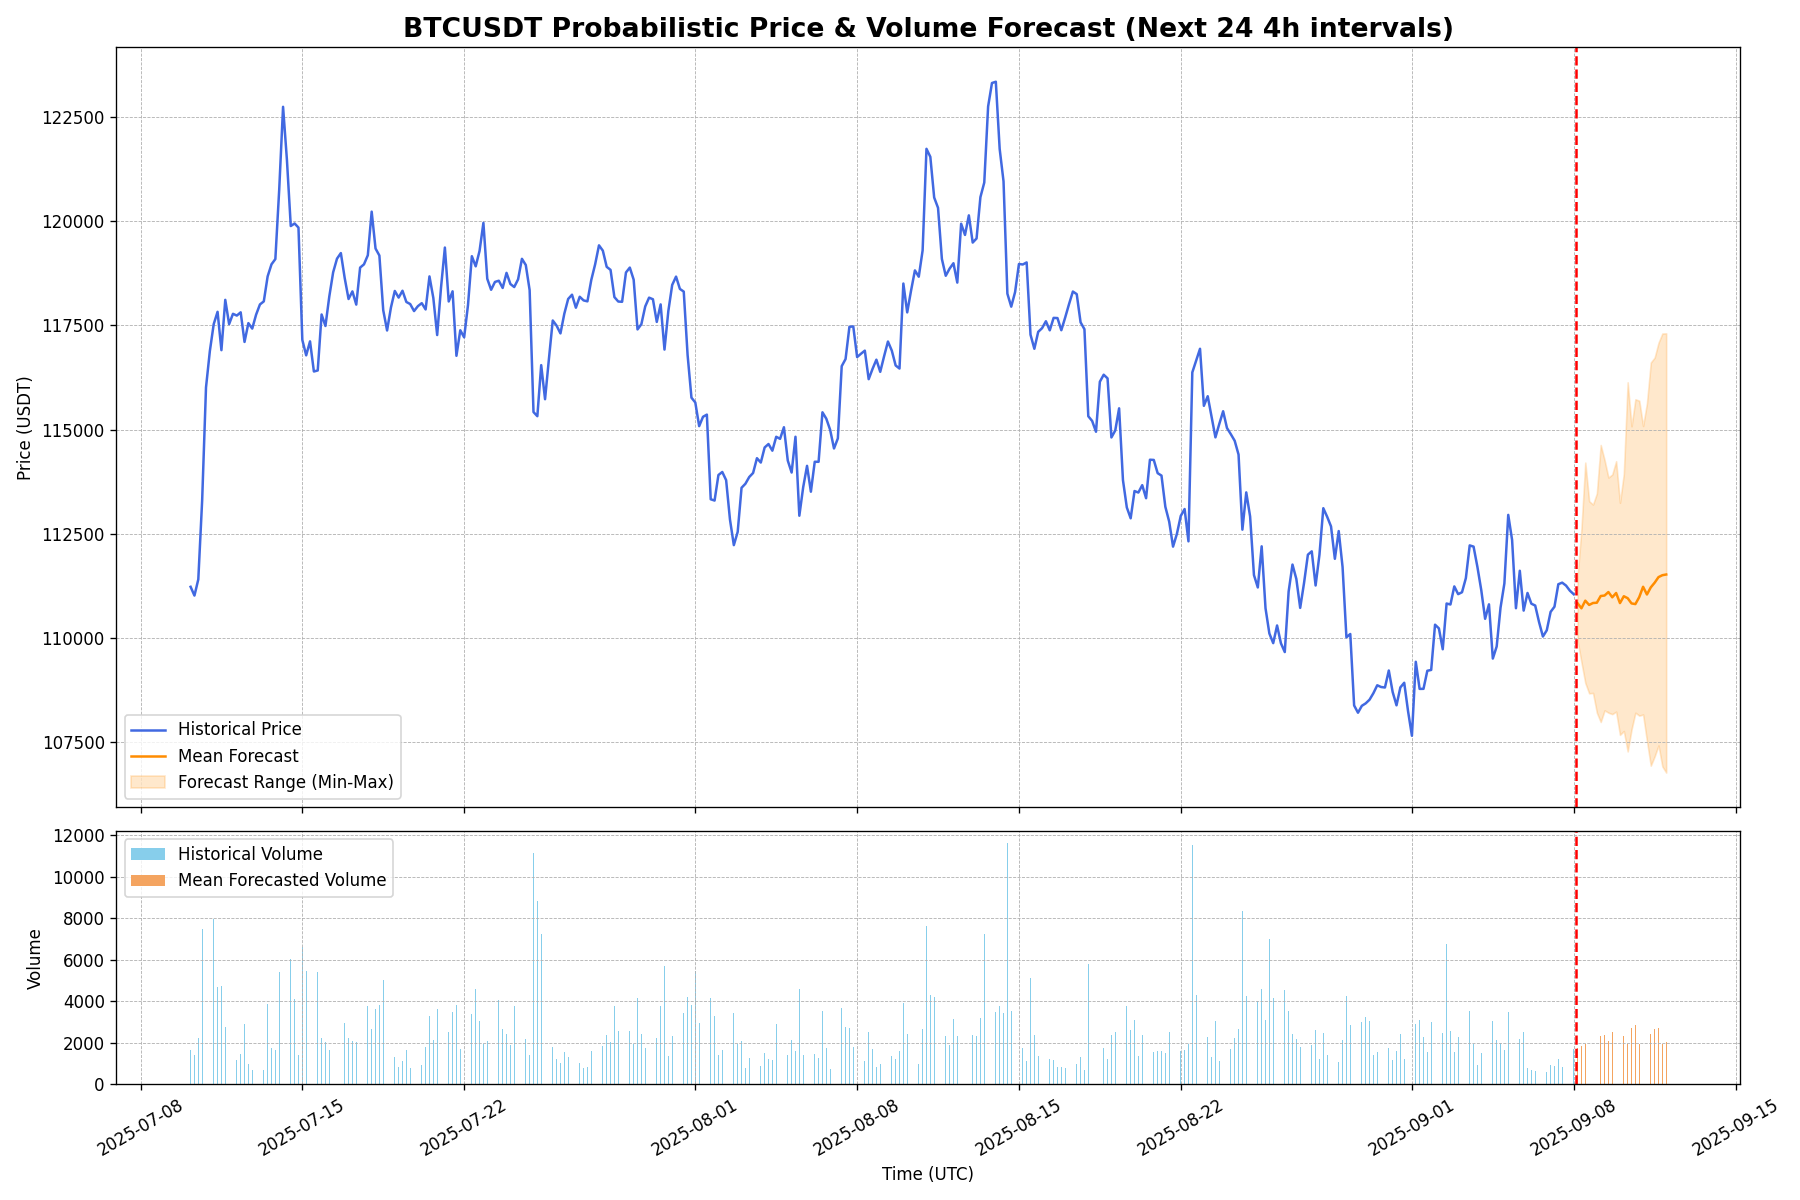 BTCUSDT Probabilistic Price & Volume Forecast (Next 24 4h intervals)
Price (USDT)
122500
120000
117500
115000
112500
110000
107500
Historical Price
Mean Forecast
Forecast Range (Min-Max)
Volume
12000
10000
8000
6000
4000
2000
0
Historical Volume
Mean Forecasted Volume
2025-07-08
2025-07-15
2025-07-22
2025-08-01
2025-08-08
2025-08-15
2025-08-22
2025-09-01
2025-09-08
2025-09-15
Time (UTC)